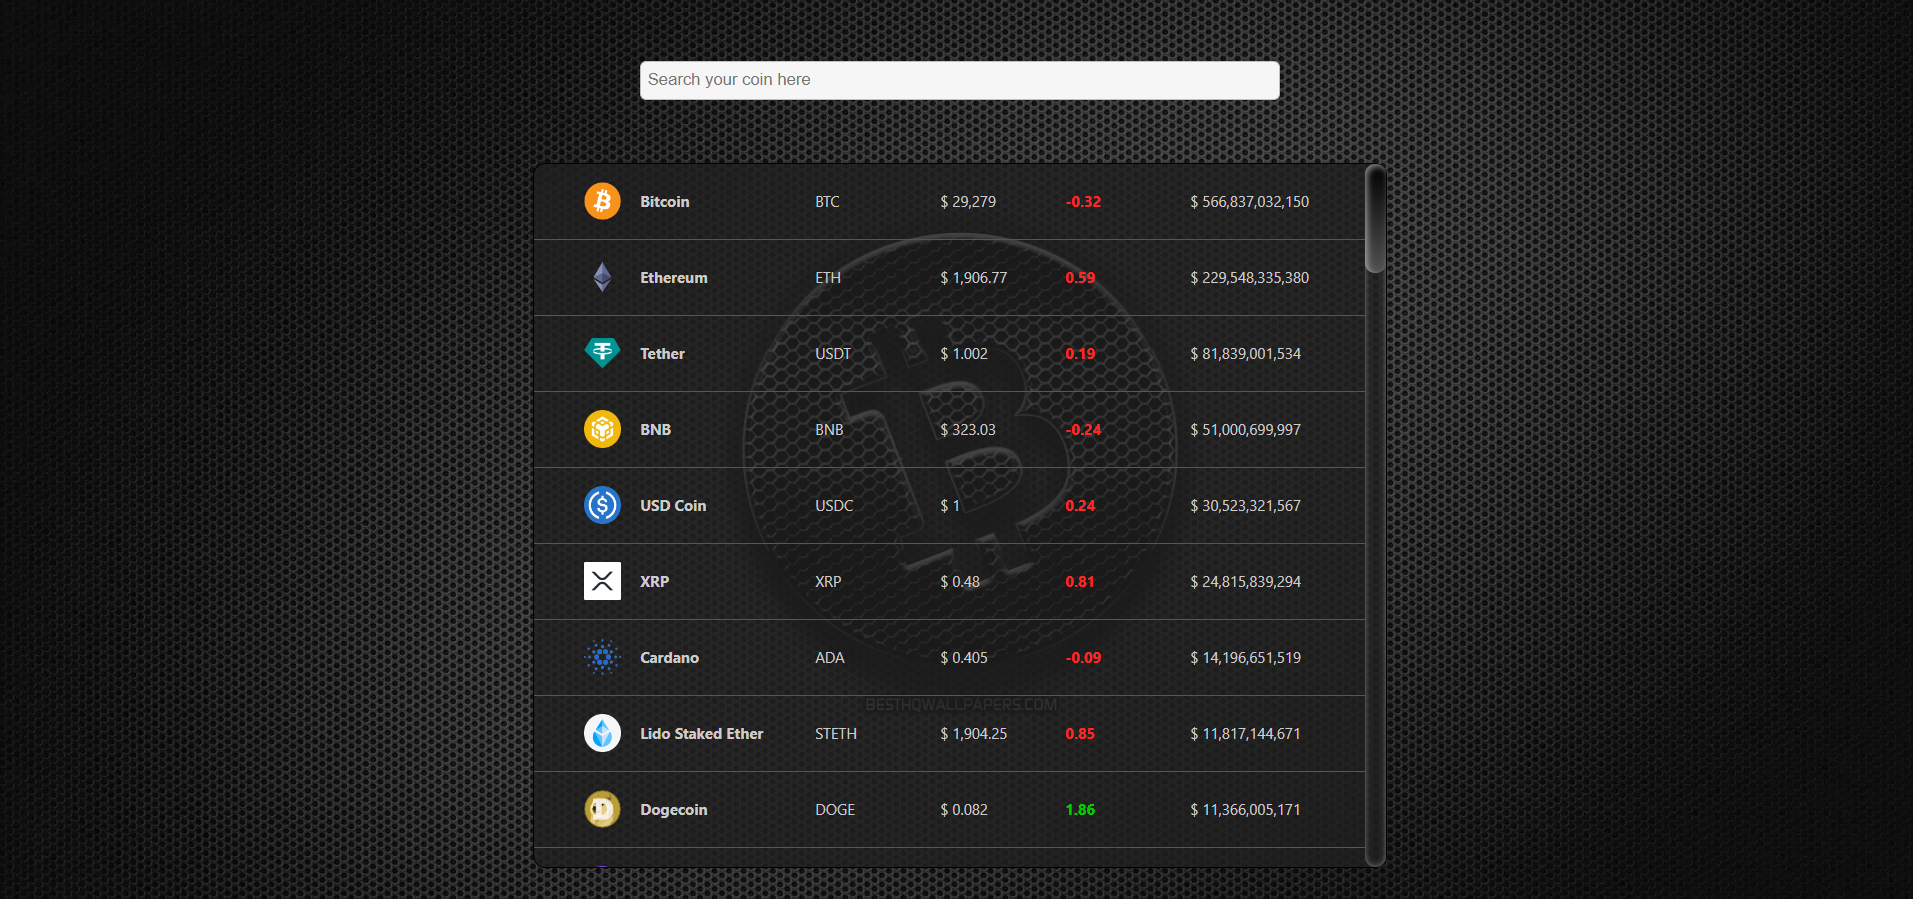 Search your coin here
Bitcoin BTC $ 29,279 -0.32 $ 566,837,032,150
Ethereum ETH $ 1,906.77 0.59 $ 229,548,335,380
Tether USDT $ 1.002 0.19 $ 81,839,001,534
BNB BNB $ 323.03 -0.24 $ 51,000,699,997
USD Coin USDC $ 1 0.24 $ 30,523,321,567
XRP XRP $ 0.48 0.81 $ 24,815,839,294
Cardano ADA $ 0.405 -0.09 $ 14,196,651,519
BESTHQWALLPAPERS.COM
Lido Staked Ether STETH $ 1,904.25 0.85 $ 11,817,144,671
Dogecoin DOGE $ 0.082 1.86 $ 11,366,005,171